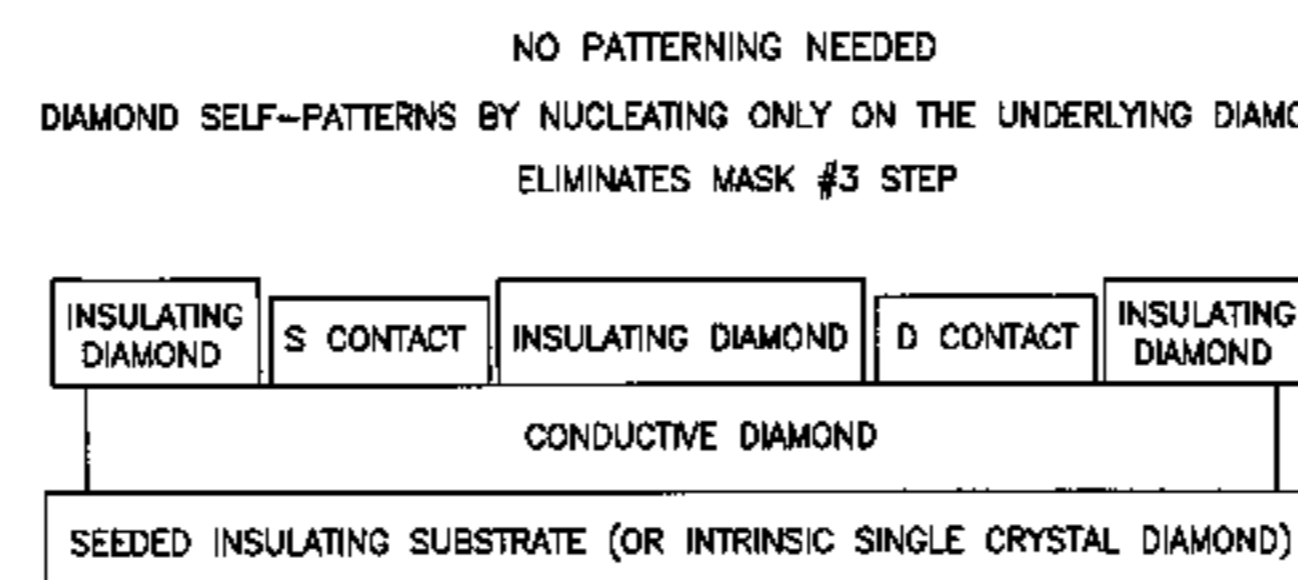 NO PATTERNING NEEDED
DIAMOND SELF-PATTERNS BY NUCLEATING ONLY ON THE UNDERLYING
ELIMINATES MASK #3 STEP
INSULATING DIAMOND
S CONTACT
INSULATING DIAMOND
D CONTACT
INSULATING DIAMOND
CONDUCTIVE DIAMOND
SEEDED INSULATING SUBSTRATE (OR INTRINSIC SINGLE CRYSTAL DIAMOND)